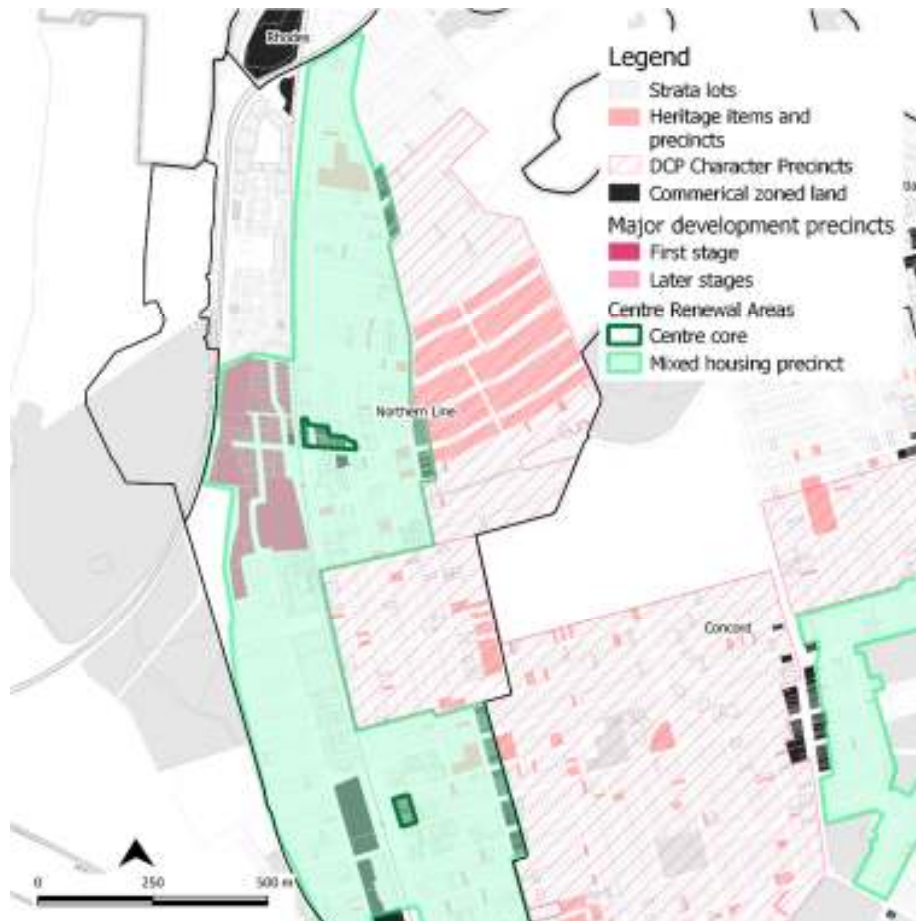 Rhodes
Legend
Strata lots
Heritage items and
precincts
DCP Character Precincts
Commerical zoned land
Major development precincts
First stage
Later stages
Centre Renewal Areas
Centre core
Mixed housing precinct
Northern Line
Concord
0 250 500 m